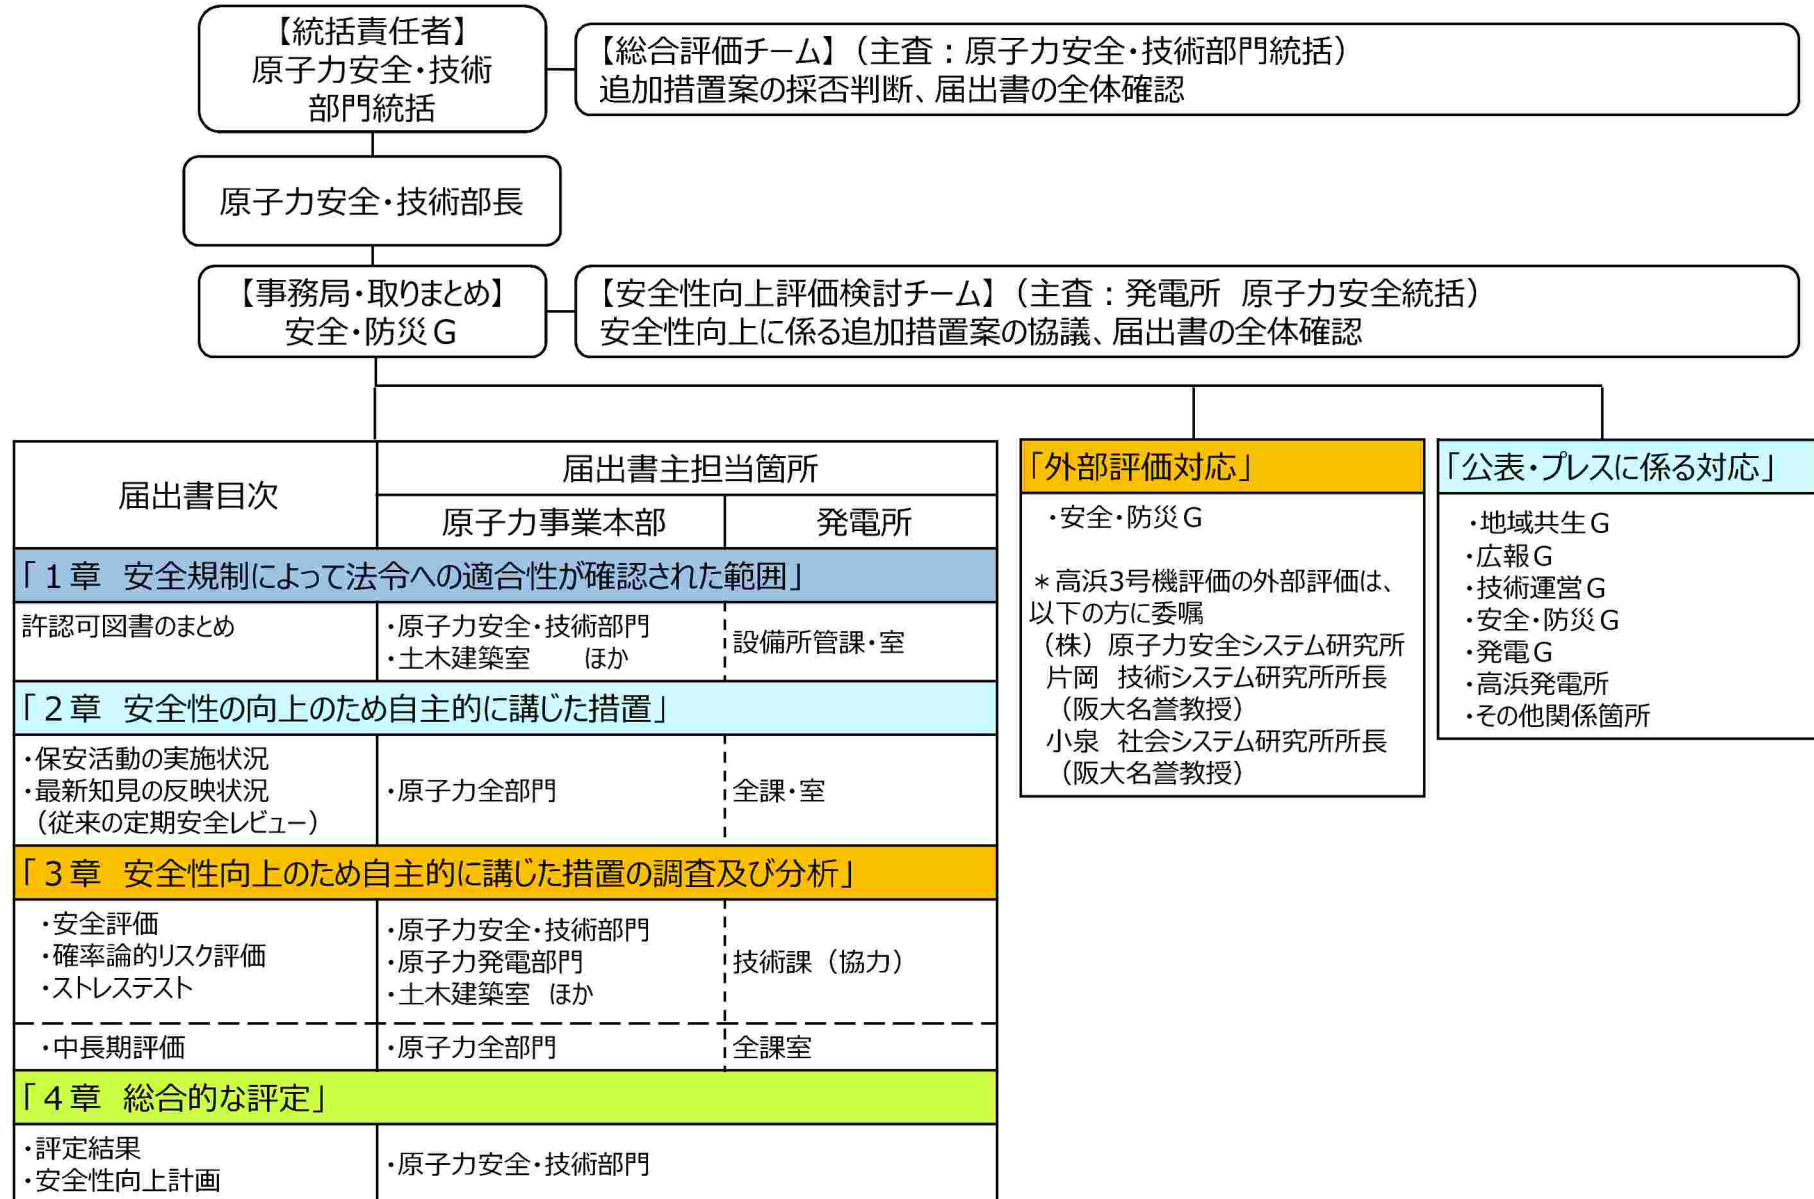 【統括責任者】
原子力安全・技術
部門統括
【総合評価チーム】（主査：原子力安全・技術部門統括）
追加措置案の採否判断、届出書の全体確認
原子力安全・技術部長
【事務局・取りまとめ】
安全・防災G
【安全性向上評価検討チーム】（主査：発電所 原子力安全統括）
安全性向上に係る追加措置案の協議、届出書の全体確認
届出書目次
届出書主担当箇所
原子力事業本部
発電所
「1章 安全規制によって法令への適合性が確認された範囲」
許認可図書のまとめ
・原子力安全・技術部門
・土木建築室 ほか
設備所管課・室
「2章 安全性の向上のため自主的に講じた措置」
・保安活動の実施状況
・最新知見の反映状況
（従来の定期安全レビュー）
・原子力全部門
全課・室
「3章 安全性向上のため自主的に講じた措置の調査及び分析」
・安全評価
・確率論的リスク評価
・ストレステスト
・原子力安全・技術部門
・原子力発電部門
・土木建築室 ほか
技術課（協力）
・中長期評価
・原子力全部門
全課室
「4章 総合的な評定」
・評定結果
・安全性向上計画
・原子力安全・技術部門
「外部評価対応」
・安全・防災G
＊高浜3号機評価の外部評価は、
以下の方に委嘱
（株）原子力安全システム研究所
片岡 技術システム研究所所長
（阪大名誉教授）
小泉 社会システム研究所所長
（阪大名誉教授）
「公表・プレスに係る対応」
・地域共生G
・広報G
・技術運営G
・安全・防災G
・発電G
・高浜発電所
・その他関係箇所